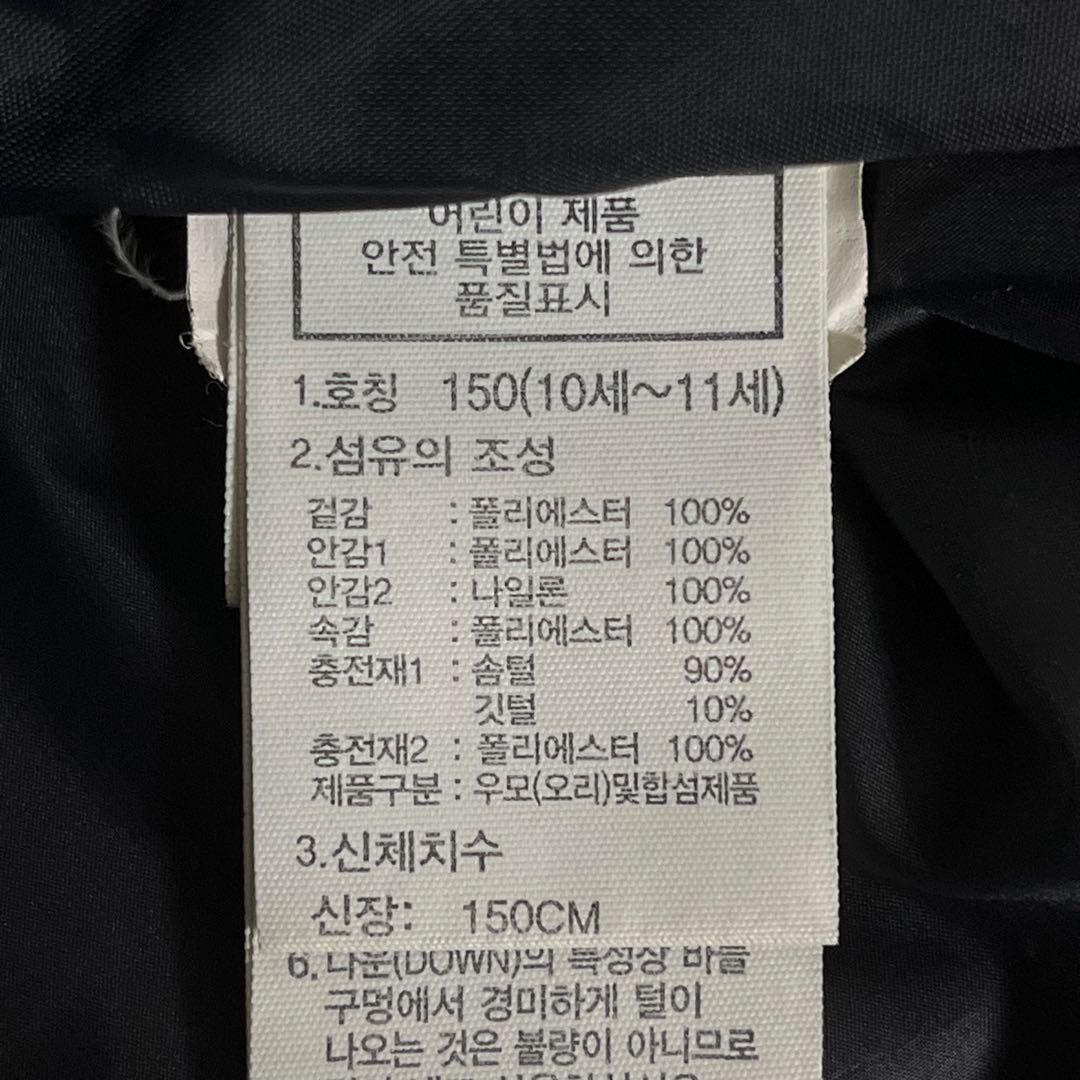 어린이 제품
안전 특별법에 의한
품질표시
1.호칭 150(10세~11세)
2.섬유의 조성
겉감 : 폴리에스터 100%
안감1 : 폴리에스터 100%
안감2 : 나일론 100%
속감 : 폴리에스터 100%
충전재1 : 솜털 90%
깃털 10%
충전재2 : 폴리에스터 100%
제품구분 : 우모(오리)및합섬제품
3.신체치수
신장: 150CM
6.다운(DOWN)의 특성상 바늘
구멍에서 경미하게 털이
나오는 것은 불량이 아니므로